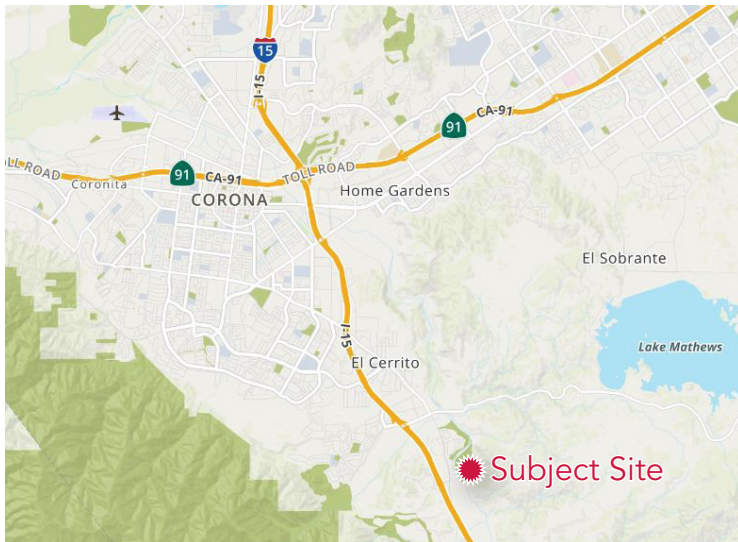 15
I-15
CA-91
91
OLL ROAD
91
CA-91
TOLL ROAD
Coronita
CORONA
Home Gardens
El Sobrante
I-15
Lake Mathews
El Cerrito
Subject Site